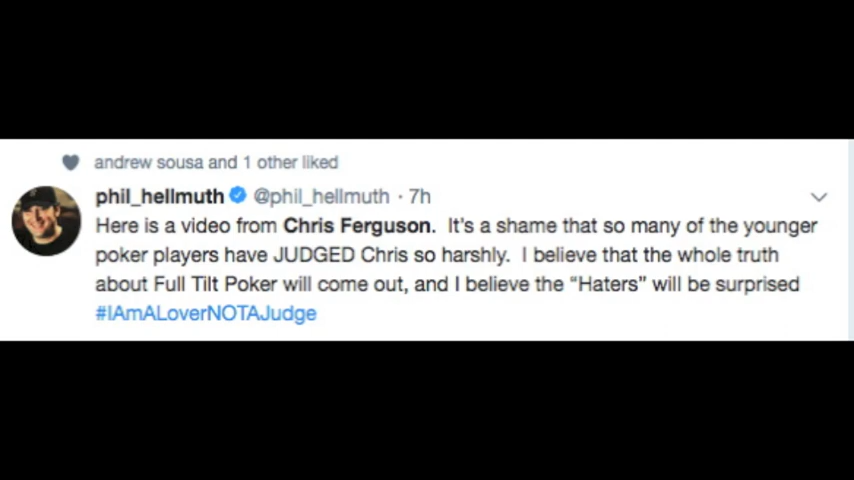 andrew sousa and 1 other liked
phil_hellmuth @phil_hellmuth · 7h
Here is a video from Chris Ferguson. It's a shame that so many of the younger
poker players have JUDGED Chris so harshly. I believe that the whole truth
about Full Tilt Poker will come out, and I believe the “Haters” will be surprised
#IAmALoverNOTAJudge